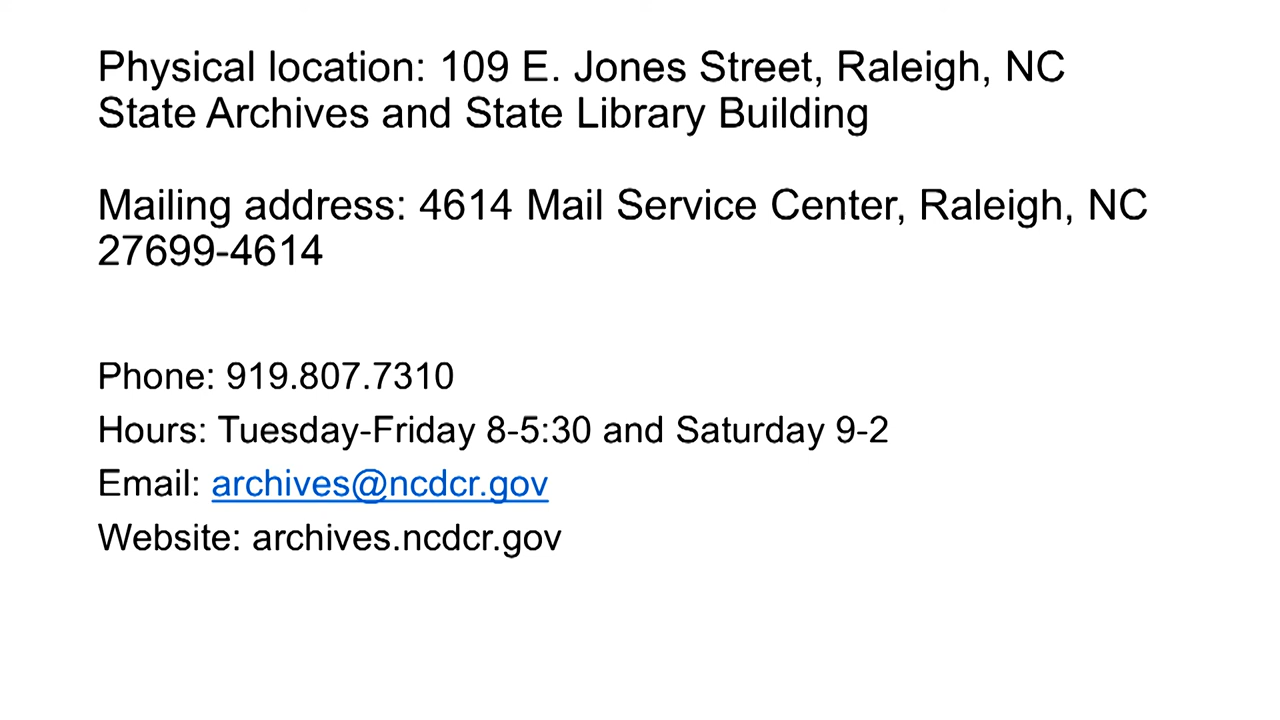 Physical location: 109 E. Jones Street, Raleigh, NC
State Archives and State Library Building
Mailing address: 4614 Mail Service Center, Raleigh, NC
27699-4614
Phone: 919.807.7310
Hours: Tuesday-Friday 8-5:30 and Saturday 9-2
Email: archives@ncdcr.gov
Website: archives.ncdcr.gov